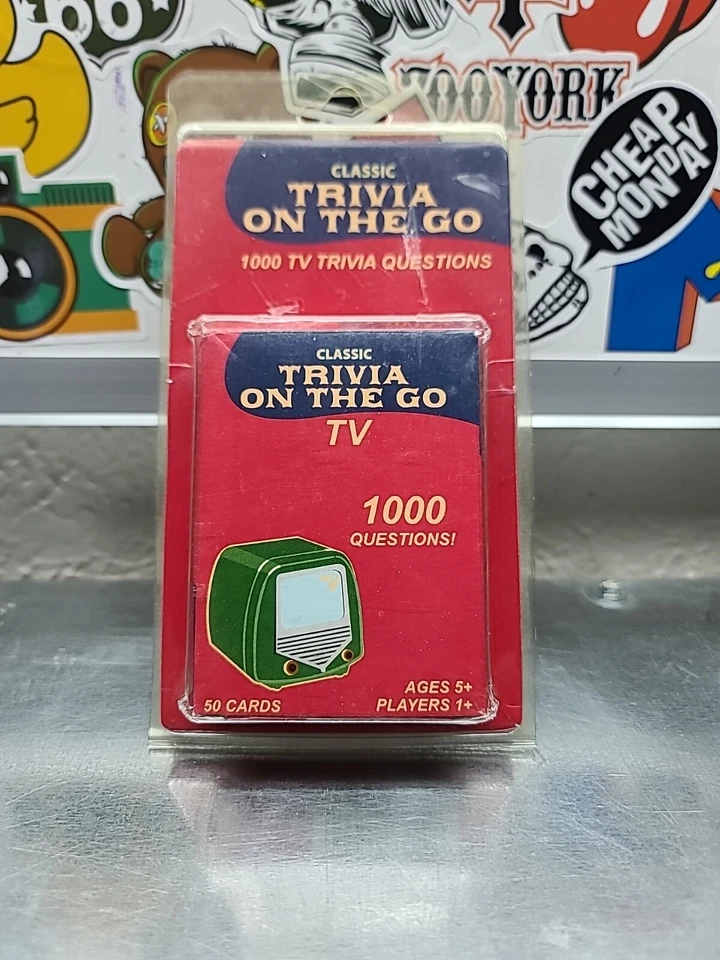 66
ZOO YORK
CHEAP
MONDAY
CLASSIC
TRIVIA
ON THE GO
1000 TV TRIVIA QUESTIONS
CLASSIC
TRIVIA
ON THE GO
TV
1000
QUESTIONS!
AGES 5+
50 CARDS
PLAYERS 1+